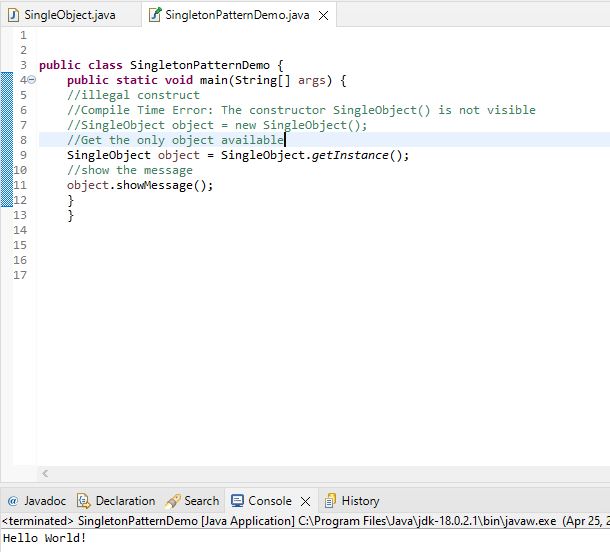 SingleObject.java
SingletonPatternDemo.java
1
2
3 public class SingletonPatternDemo {
4 public static void main(String[] args) {
5 //illegal construct
6 //Compile Time Error: The constructor SingleObject() is not visible
7 //SingleObject object = new SingleObject();
8 //Get the only object available
9 SingleObject object = SingleObject.getInstance();
10 //show the message
11 object.showMessage();
12 }
13 }
14
15
16
17
@ Javadoc Declaration Search Console History
<terminated> SingletonPatternDemo [Java Application] C:\Program Files\Java\jdk-18.0.2.1\bin\javaw.exe (Apr 25, 2
Hello World!